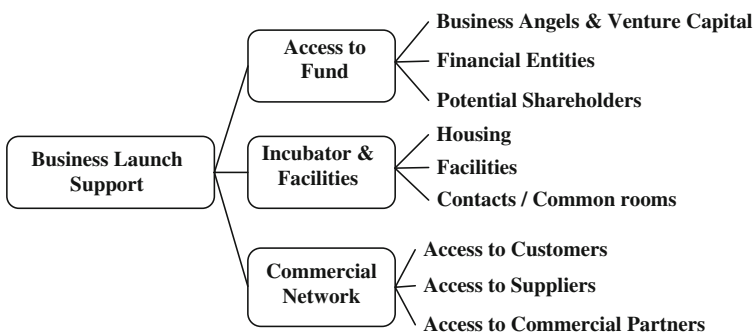 Business Launch
Support
Access to
Fund
Business Angels & Venture Capital
Financial Entities
Potential Shareholders
Incubator &
Facilities
Housing
Facilities
Contacts / Common rooms
Commercial
Network
Access to Customers
Access to Suppliers
Access to Commercial Partners